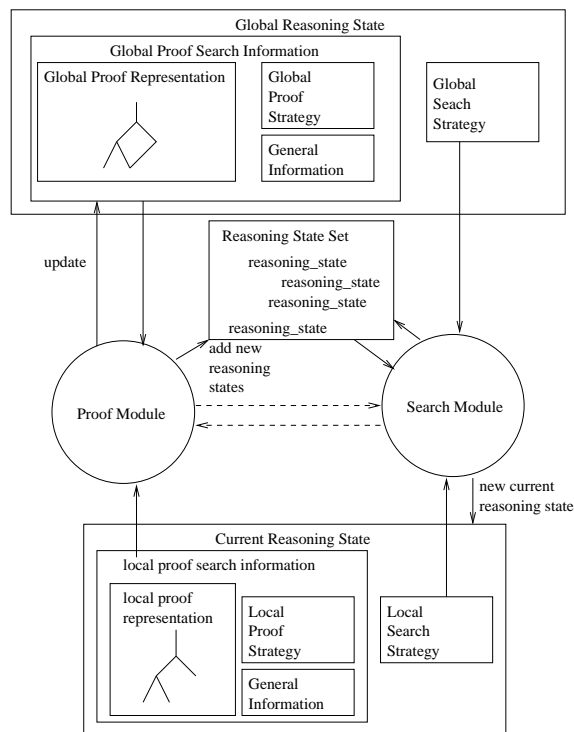 Global Reasoning State
Global Proof Search Information
Global Proof Representation
Global
Proof
Strategy
General
Information
Global
Seach
Strategy
update
Reasoning State Set
reasoning_state
reasoning_state
reasoning_state
reasoning_state
add new
reasoning
states
Proof Module
Search Module
new current
reasoning state
Current Reasoning State
local proof search information
local proof
representation
Local
Proof
Strategy
General
Information
Local
Search
Strategy